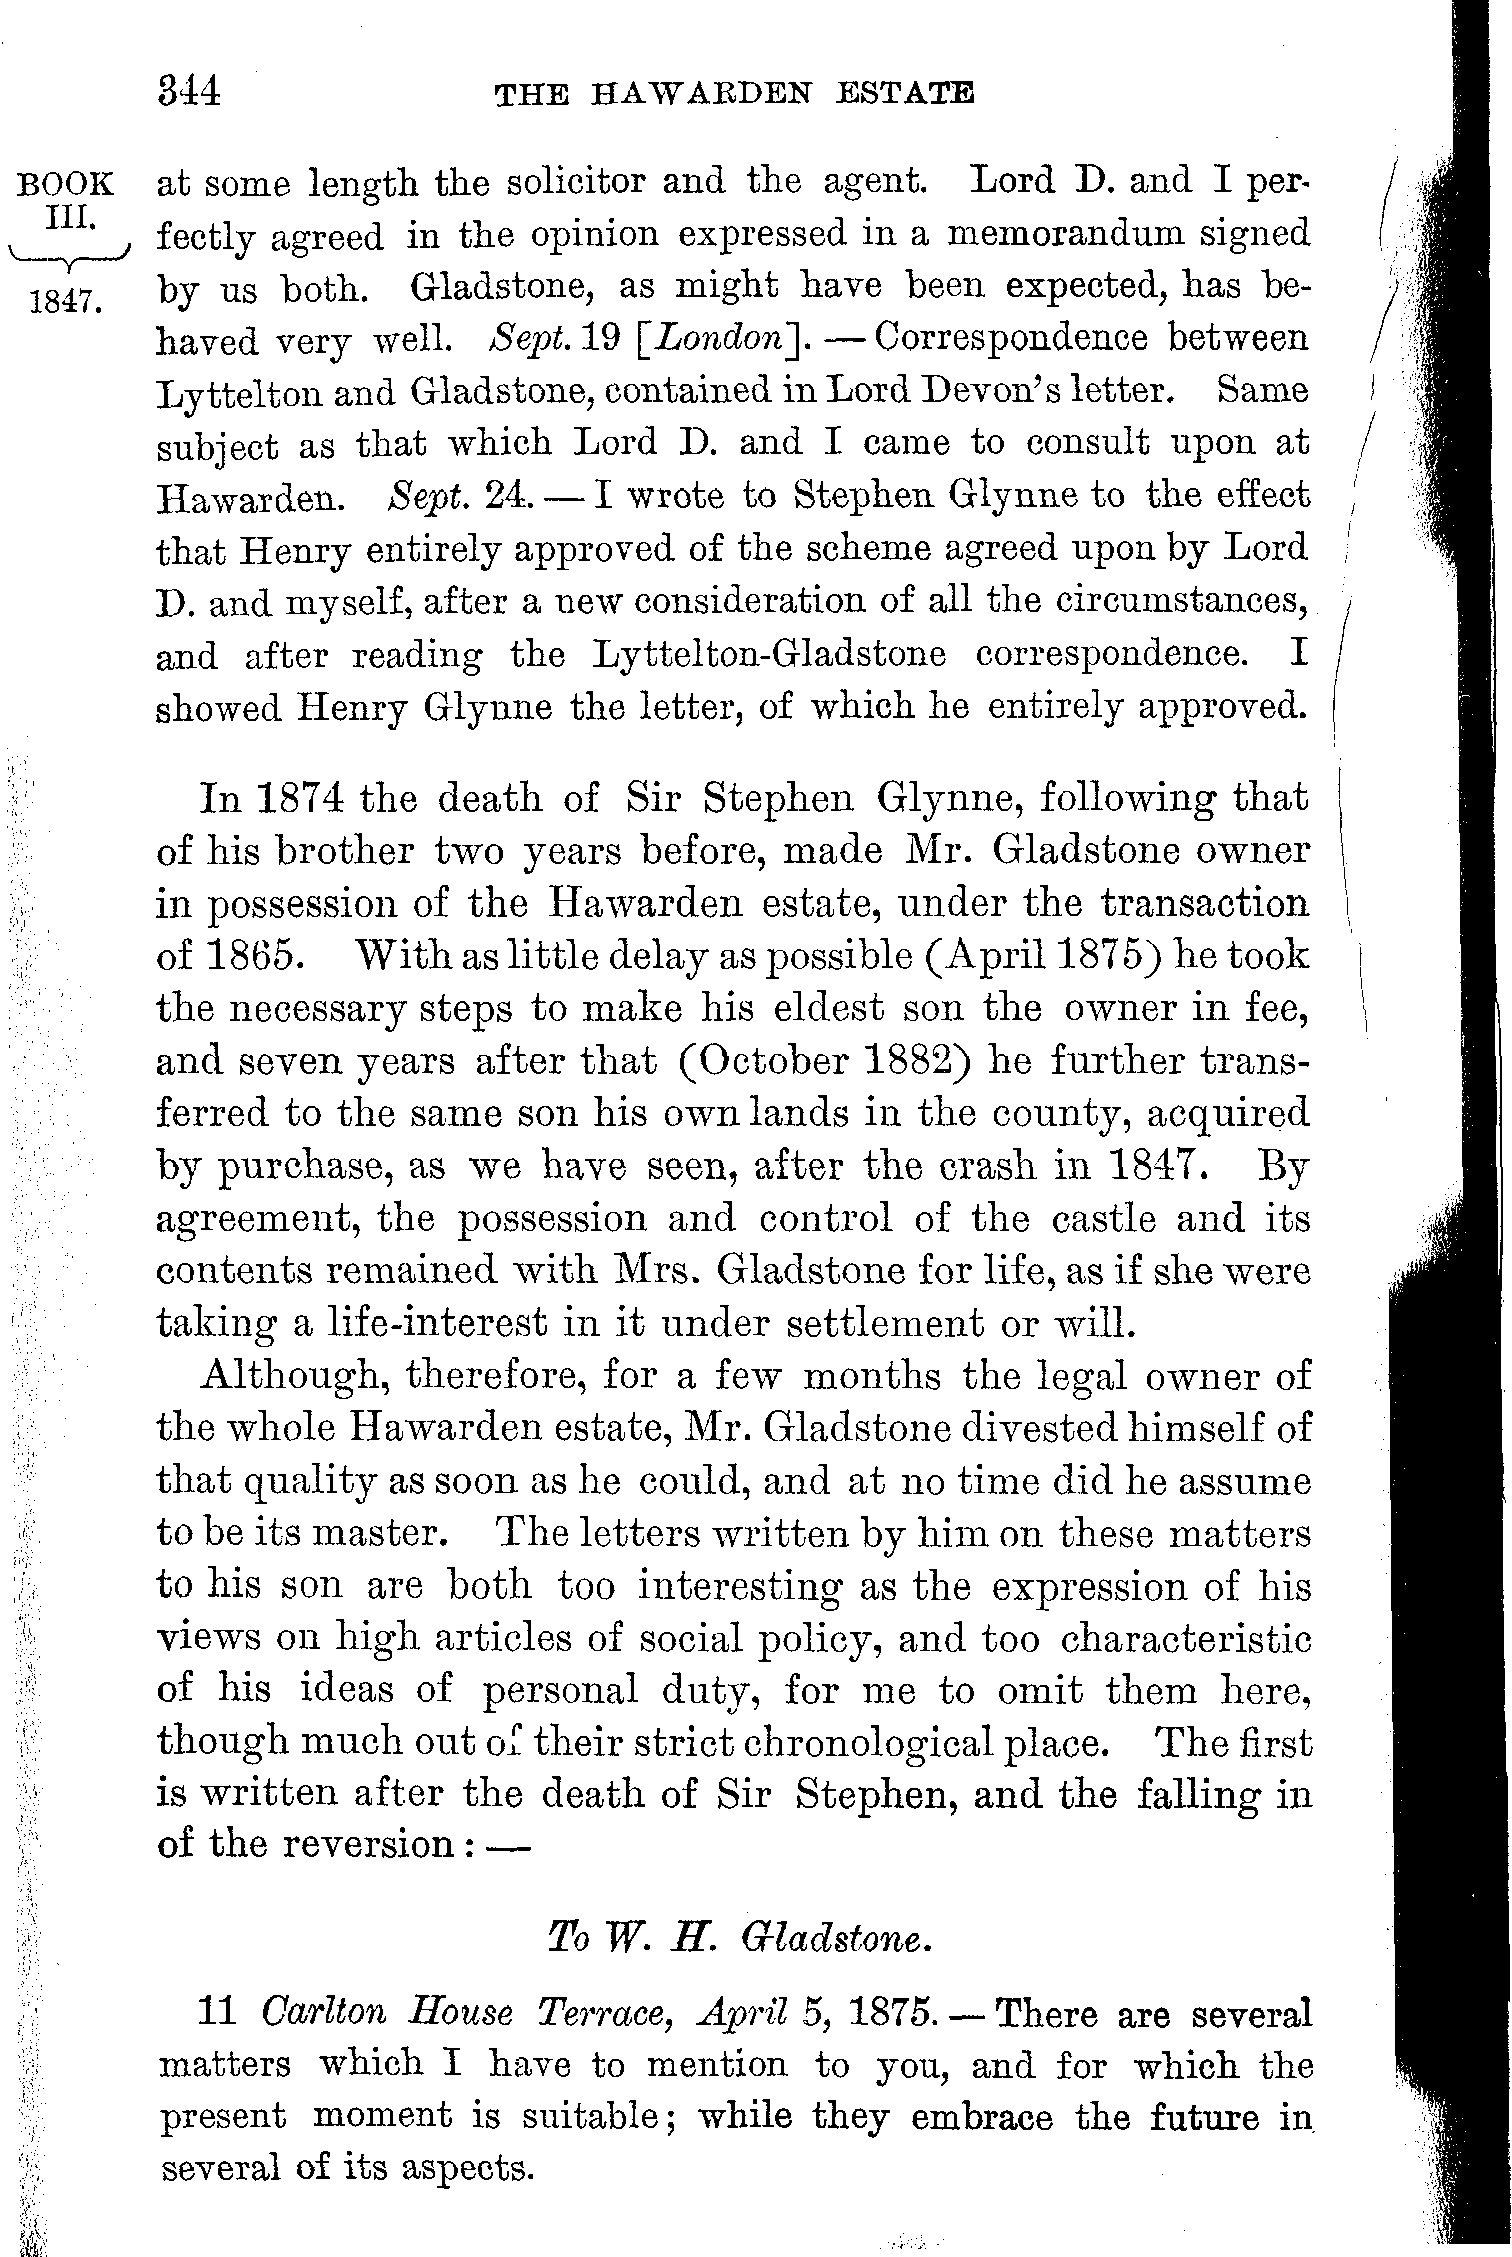 344 THE HAWARDEN ESTATE
BOOK
III.
1847.
at some length the solicitor and the agent. Lord D. and I per-
fectly agreed in the opinion expressed in a memorandum signed
by us both. Gladstone, as might have been expected, has be-
haved very well. Sept. 19 [London]. — Correspondence between
Lyttelton and Gladstone, contained in Lord Devon's letter. Same
subject as that which Lord D. and I came to consult upon at
Hawarden. Sept. 24. — I wrote to Stephen Glynne to the effect
that Henry entirely approved of the scheme agreed upon by Lord
D. and myself, after a new consideration of all the circumstances,
and after reading the Lyttelton-Gladstone correspondence. I
showed Henry Glynne the letter, of which he entirely approved.
In 1874 the death of Sir Stephen Glynne, following that
of his brother two years before, made Mr. Gladstone owner
in possession of the Hawarden estate, under the transaction
of 1865. With as little delay as possible (April 1875) he took
the necessary steps to make his eldest son the owner in fee,
and seven years after that (October 1882) he further trans-
ferred to the same son his own lands in the county, acquired
by purchase, as we have seen, after the crash in 1847. By
agreement, the possession and control of the castle and its
contents remained with Mrs. Gladstone for life, as if she were
taking a life-interest in it under settlement or will.
Although, therefore, for a few months the legal owner of
the whole Hawarden estate, Mr. Gladstone divested himself of
that quality as soon as he could, and at no time did he assume
to be its master. The letters written by him on these matters
to his son are both too interesting as the expression of his
views on high articles of social policy, and too characteristic
of his ideas of personal duty, for me to omit them here,
though much out of their strict chronological place. The first
is written after the death of Sir Stephen, and the falling in
of the reversion : —
To W. H. Gladstone.
11 Carlton House Terrace, April 5, 1875. — There are several
matters which I have to mention to you, and for which the
present moment is suitable; while they embrace the future in
several of its aspects.